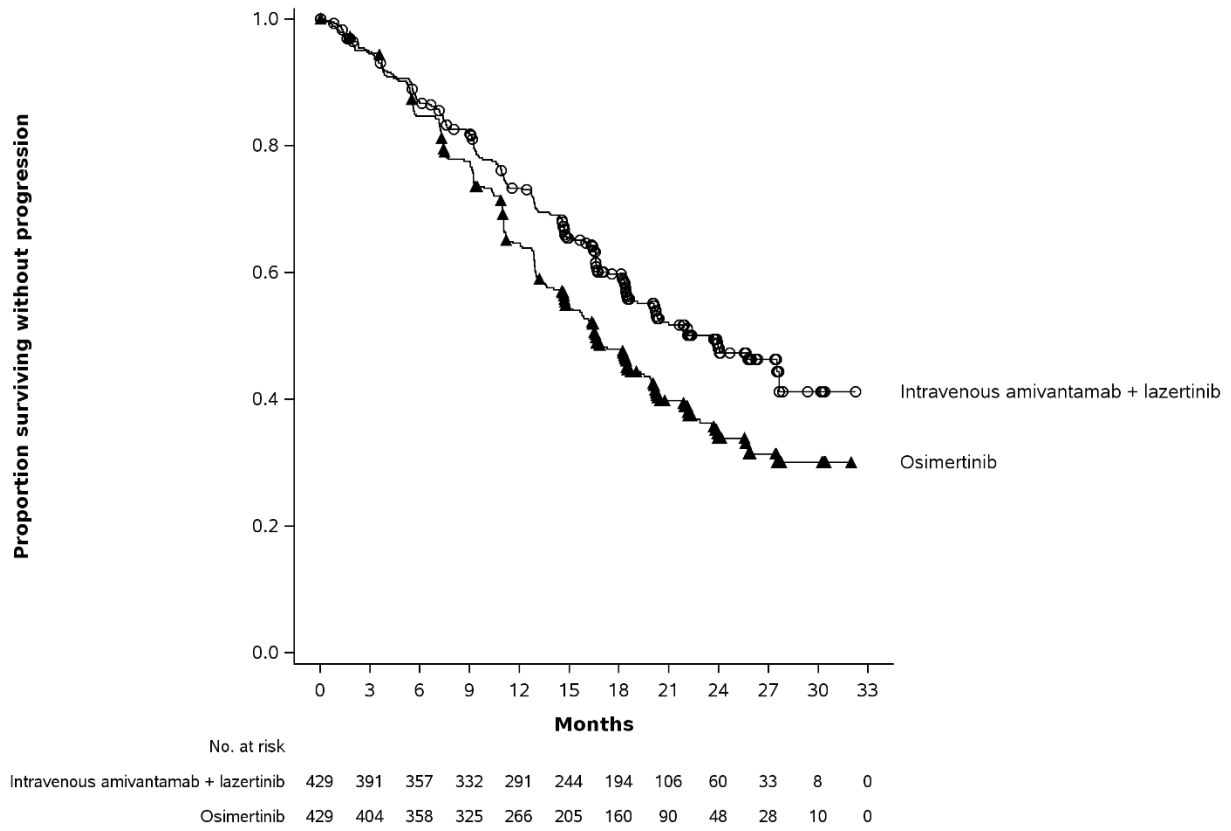 Proportion surviving without progression
1.0
0.8
0.6
0.4
0.2
0.0
Intravenous amivantamab + lazertinib
Osimertinib
0 3 6 9 12 15 18 21 24 27 30 33
Months
No. at risk
Intravenous amivantamab + lazertinib 429 391 357 332 291 244 194 106 60 33 8 0
Osimertinib 429 404 358 325 266 205 160 90 48 28 10 0